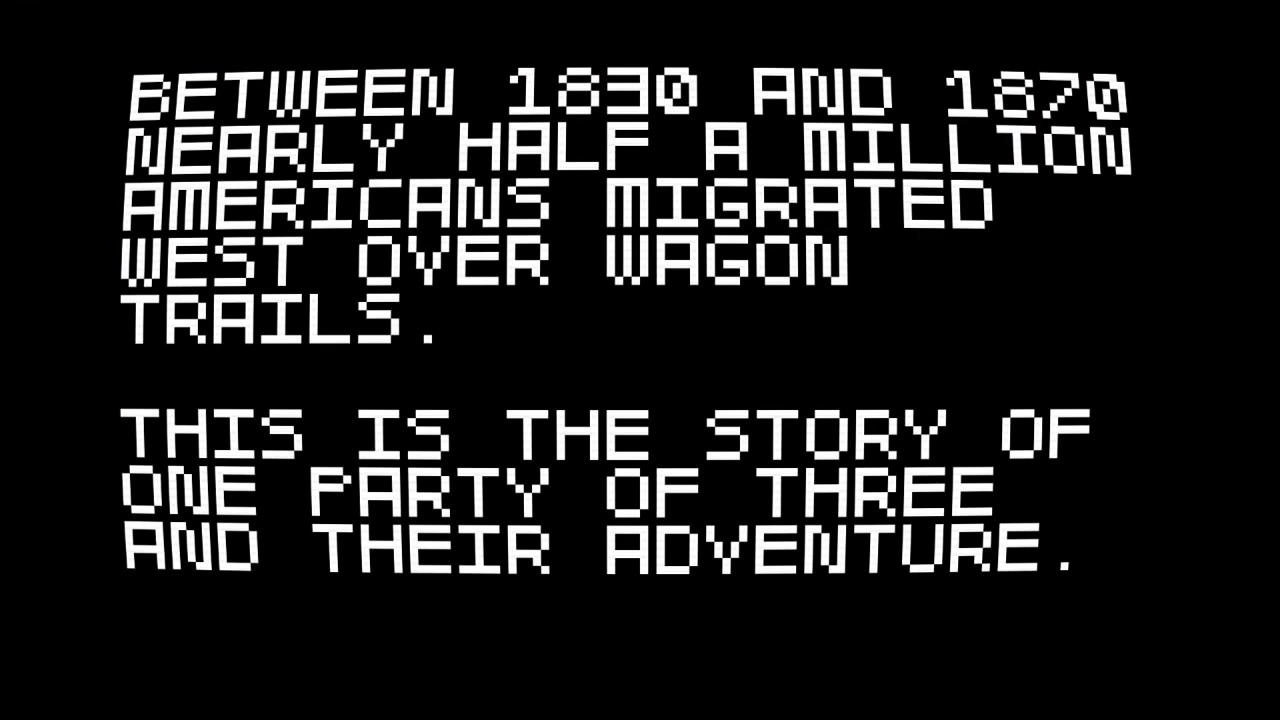 BETWEEN 1830 AND 1870
NEARLY HALF A MILLION
AMERICANS MIGRATED
WEST OVER WAGON
TRAILS.
THIS IS THE STORY OF
ONE PARTY OF THREE
AND THEIR ADVENTURE.